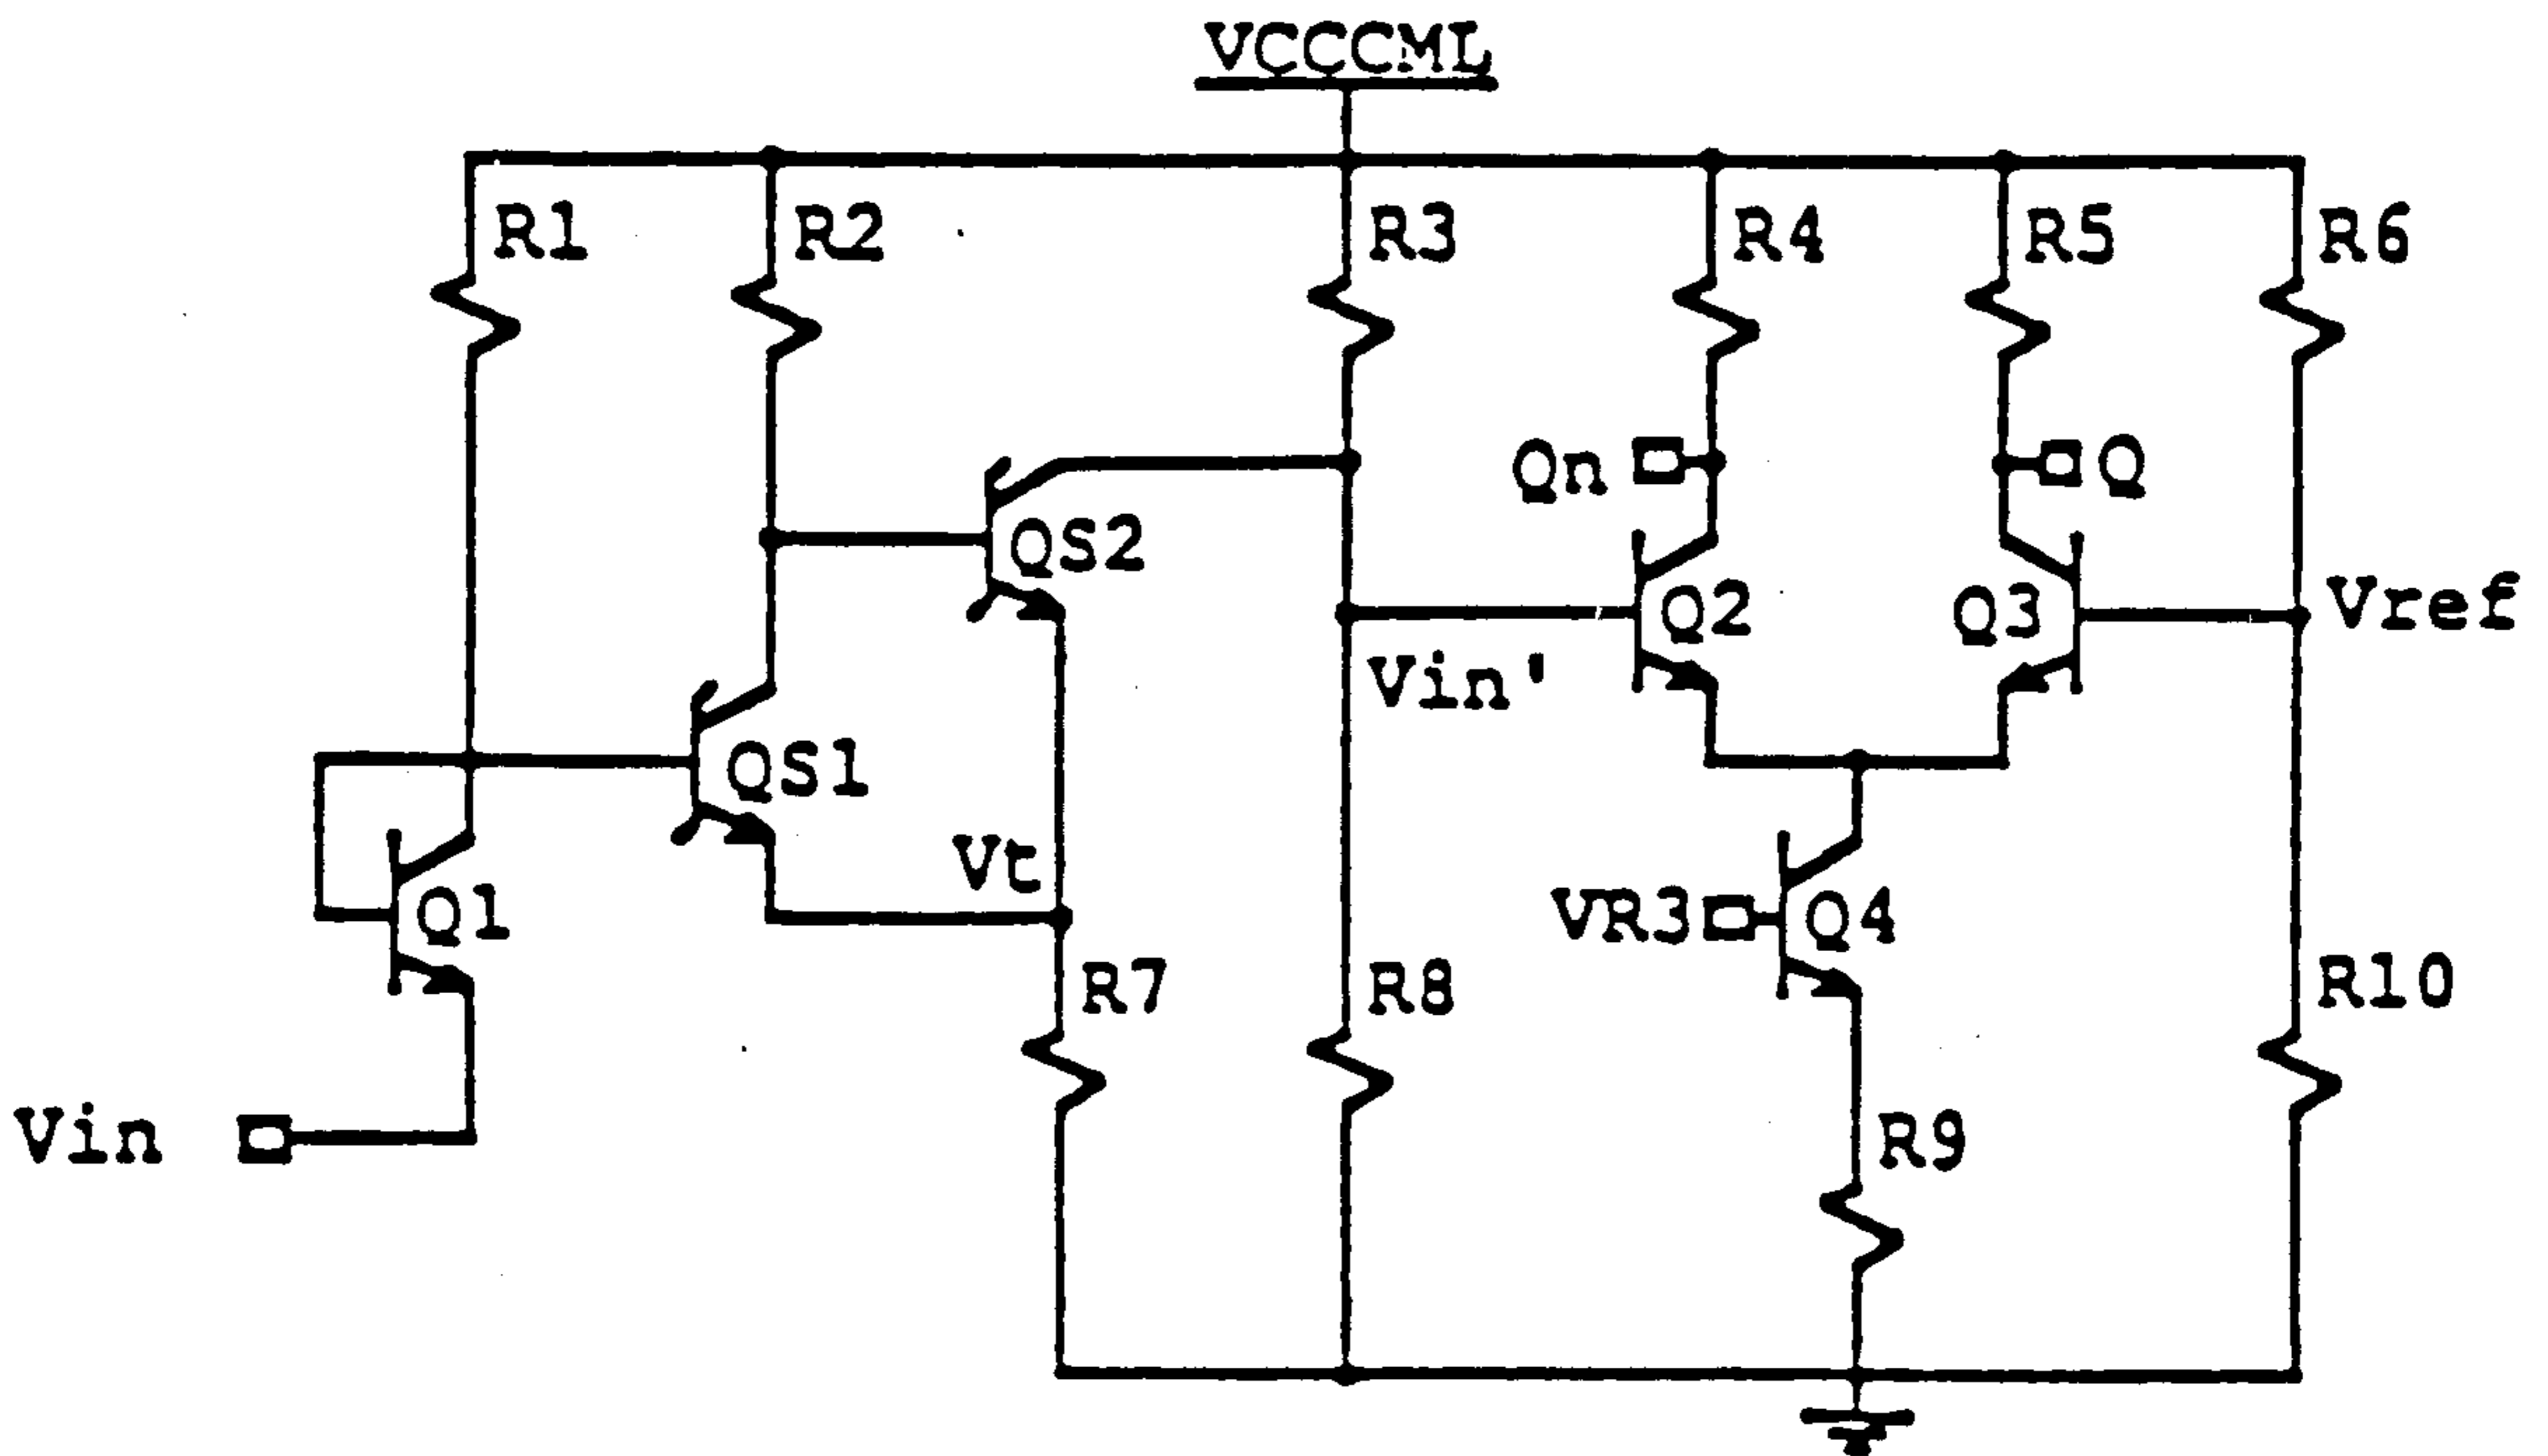 VCCCML
R1 R2 R3 R4 R5 R6
Qn Q
QS2
Q2 Q3 Vref
Vin'
QS1
Vt
Q1 VR3 Q4
R7 R8 R10
Vin R9